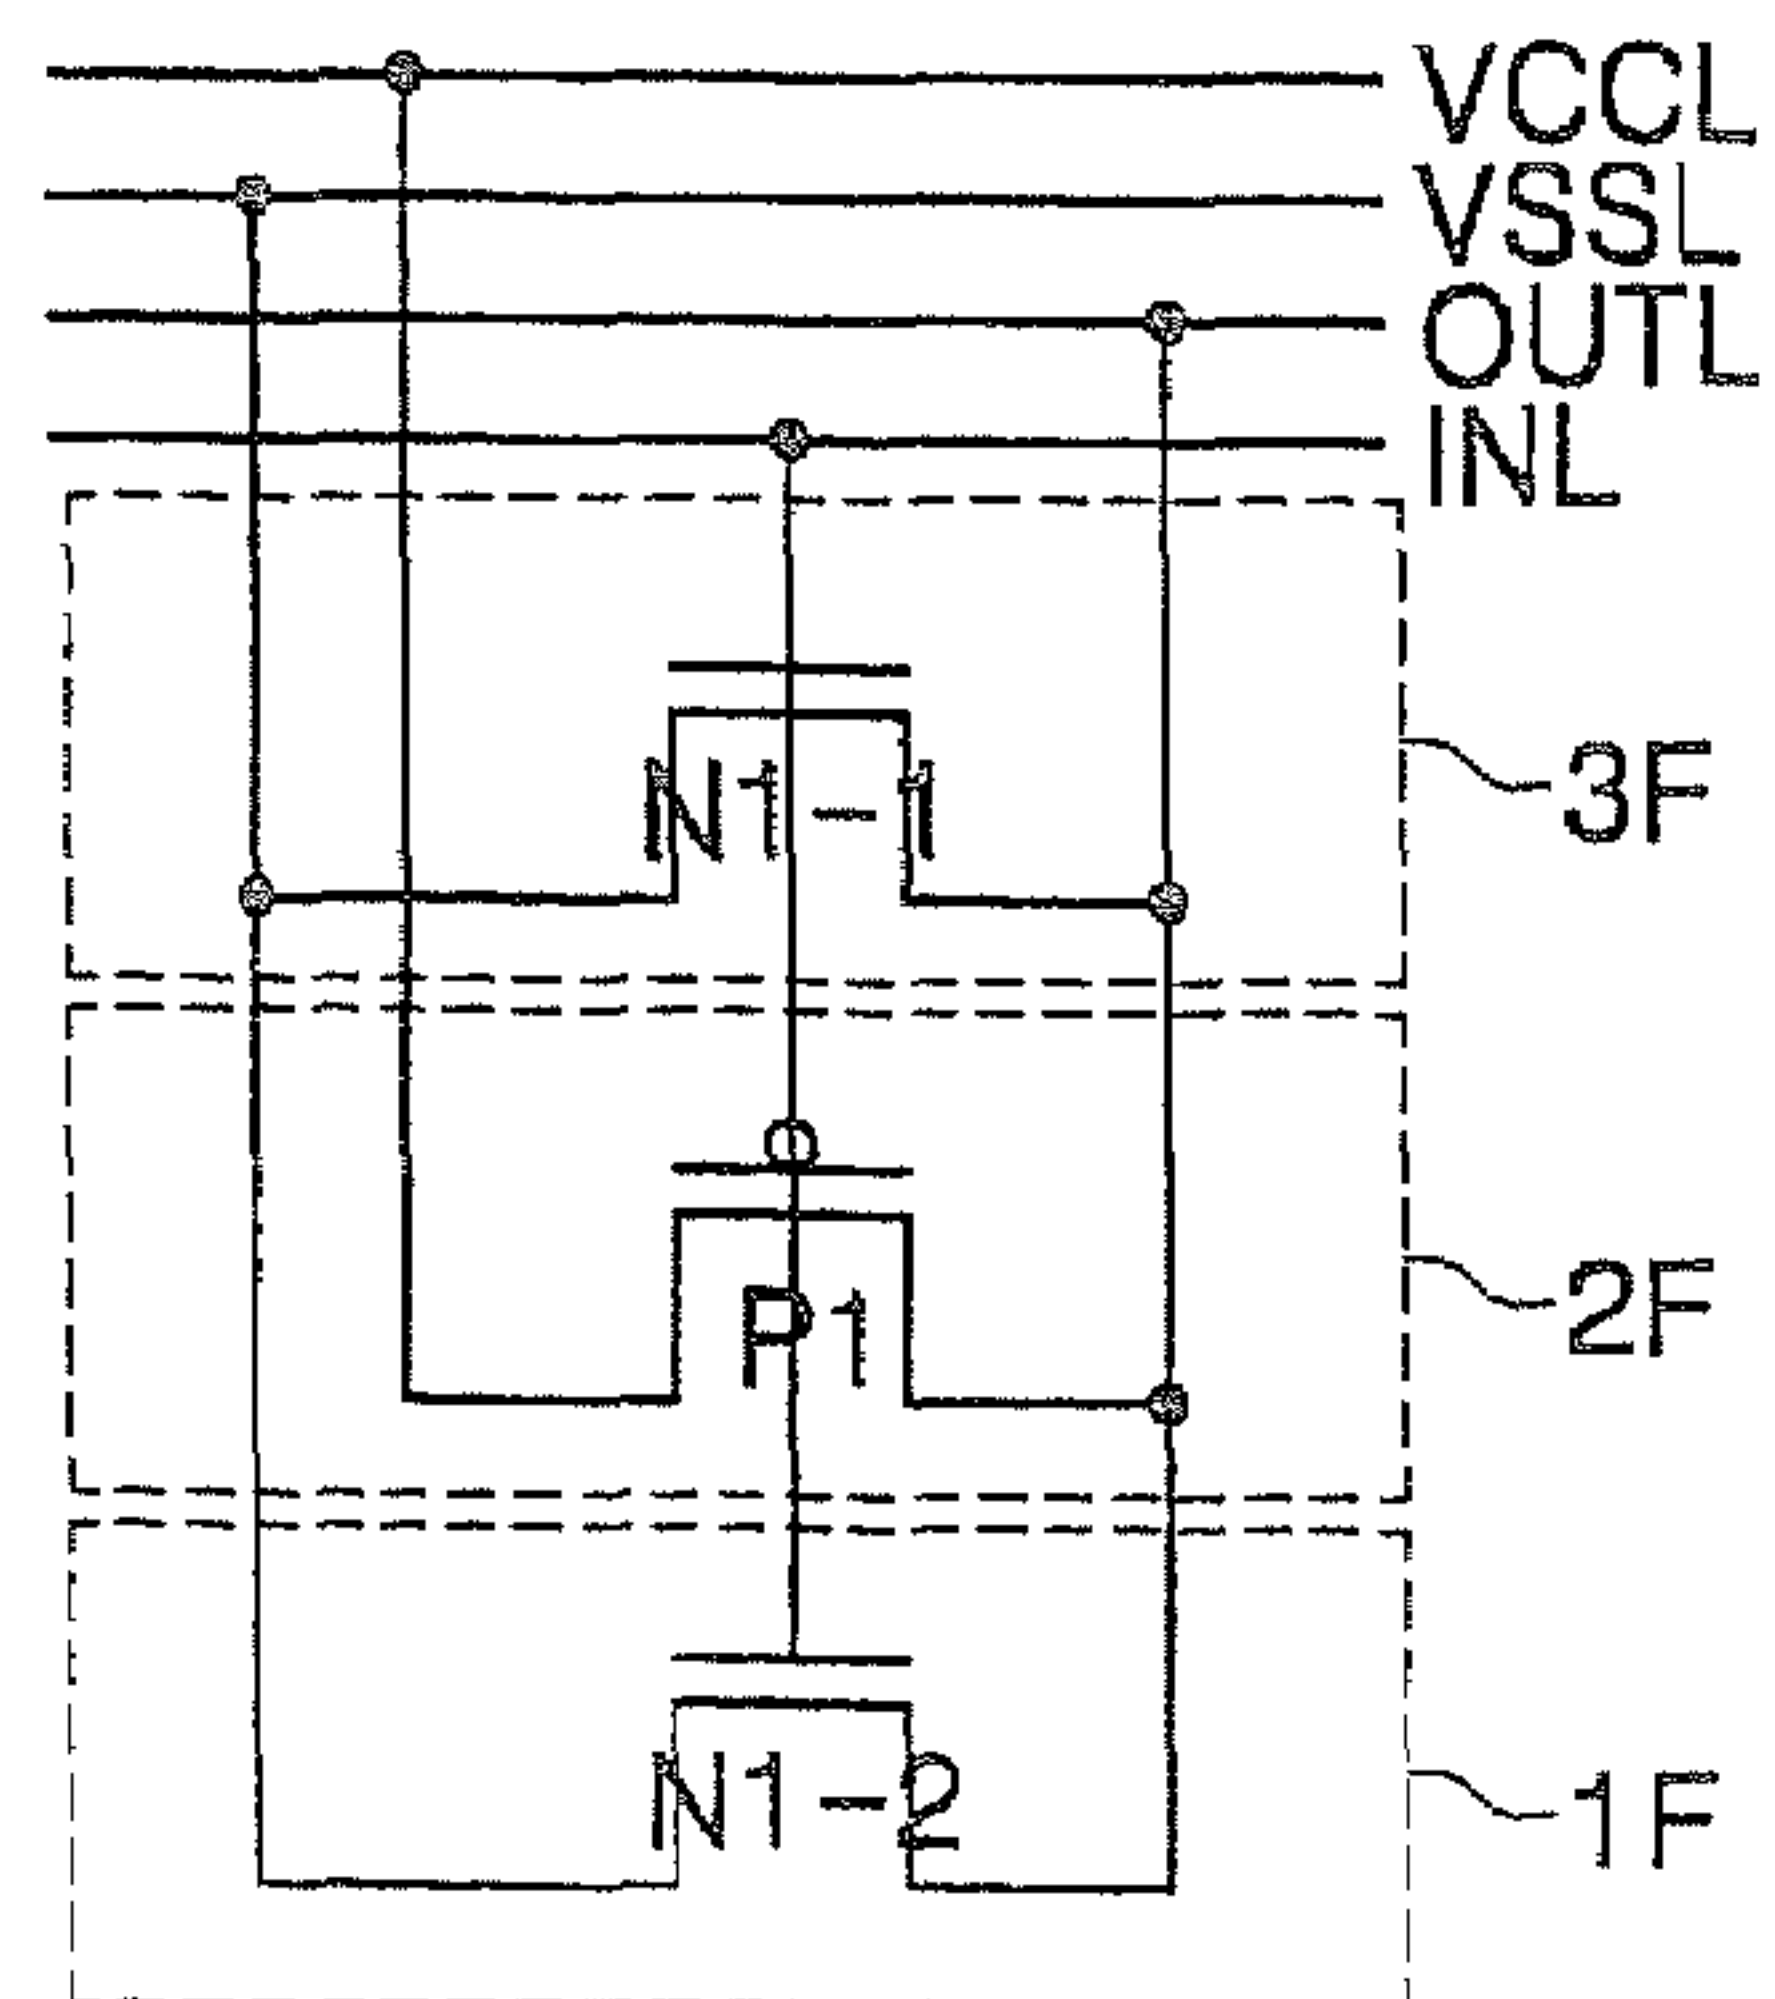 VCCL
VSSL
OUTL
INL
N1-1
3F
P1
2F
N1-2
1F